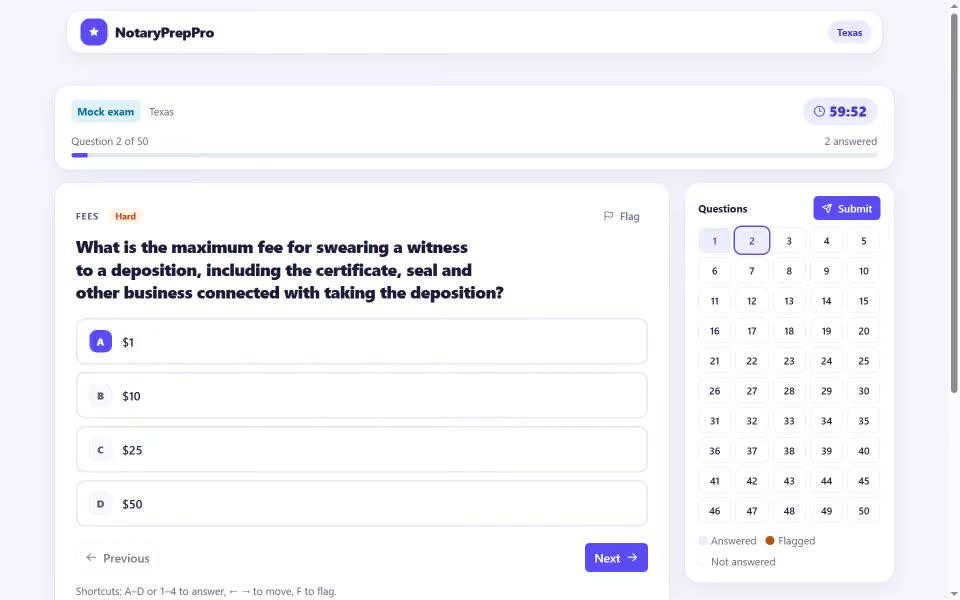 NotaryPrepPro
Texas
Mock exam Texas
59:52
Question 2 of 50
2 answered
FEES Hard
Flag
What is the maximum fee for swearing a witness
to a deposition, including the certificate, seal and
other business connected with taking the deposition?
A $1
B $10
C $25
D $50
Previous
Next
Shortcuts: A–D or 1–4 to answer, ← → to move, F to flag.
Questions
Submit
1 2 3 4 5
6 7 8 9 10
11 12 13 14 15
16 17 18 19 20
21 22 23 24 25
26 27 28 29 30
31 32 33 34 35
36 37 38 39 40
41 42 43 44 45
46 47 48 49 50
Answered Flagged
Not answered